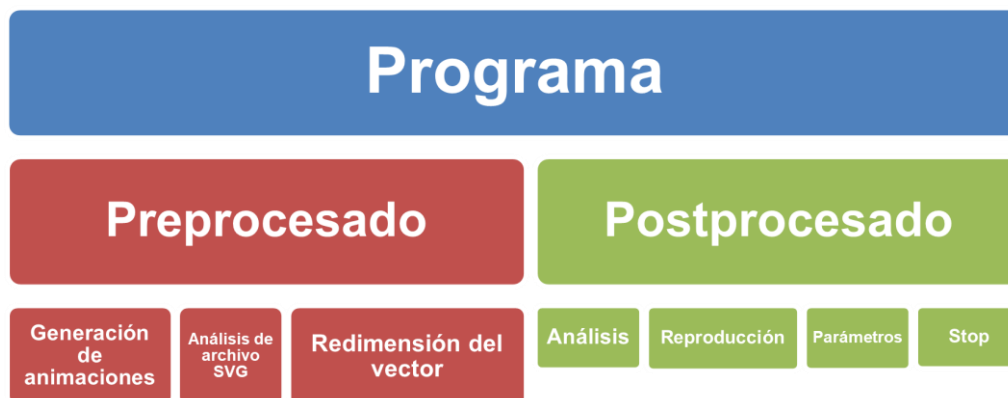 Programa
Preprocesado
Postprocesado
Generación
de
animaciones
Análisis de
archivo
SVG
Redimensión del
vector
Análisis
Reproducción
Parámetros
Stop